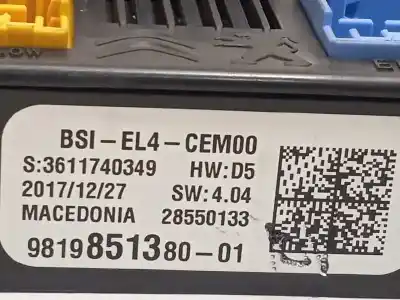 BSI-EL4-CEM00
S:3611740349 HW:D5
2017/12/27 SW:4.04
MACEDONIA 28550133
9819851380-01